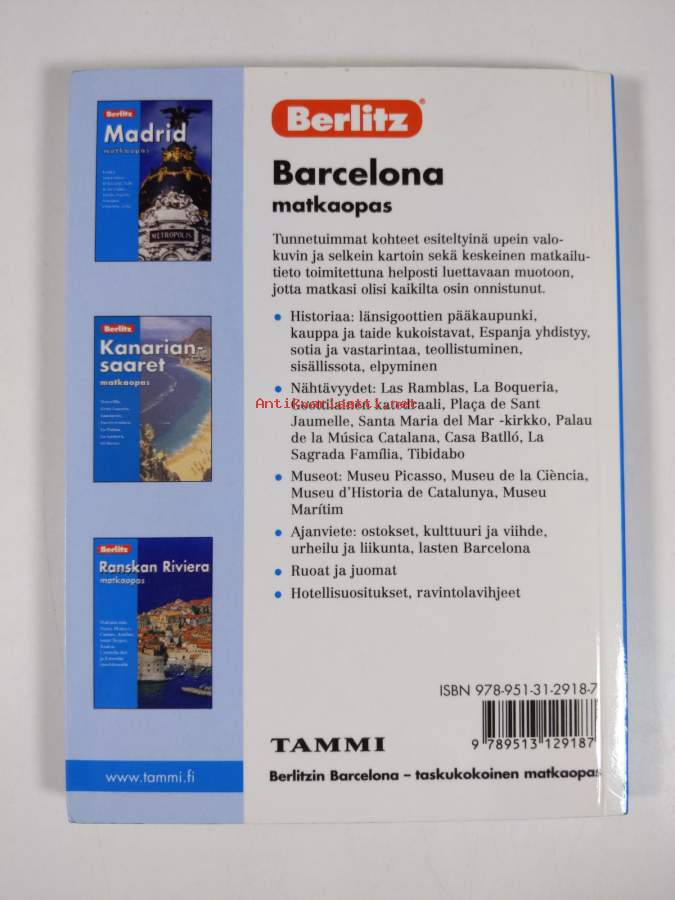 Berlitz
Madrid
matkaopas
METROPOLIS
Berlitz
Kanarian-
saaret
matkaopas
Berlitz
Ranskan Riviera
matkaopas
www.tammi.fi
Berlitz®
Barcelona
matkaopas
Tunnetuimmat kohteet esiteltyinä upein valo-
kuvin ja selkein kartoin sekä keskeinen matkailu-
tieto toimitettuna helposti luettavaan muotoon,
jotta matkasi olisi kaikilta osin onnistunut.
• Historiaa: länsigoottien pääkaupunki,
kauppa ja taide kukoistavat, Espanja yhdistyy,
sotia ja vastarintaa, teollistuminen,
sisällissota, elpyminen
• Nähtävyydet: Las Ramblas, La Boqueria,
Antikvariaatti.net
Goottilainen katedraali, Plaça de Sant
Jaumelle, Santa Maria del Mar -kirkko, Palau
de la Música Catalana, Casa Batlló, La
Sagrada Família, Tibidabo
• Museot: Museu Picasso, Museu de la Ciència,
Museu d'Historia de Catalunya, Museu
Marítim
• Ajanviete: ostokset, kulttuuri ja viihde,
urheilu ja liikunta, lasten Barcelona
• Ruoat ja juomat
• Hotellisuositukset, ravintolavihjeet
ISBN 978-951-31-2918-7
9 789513 129187
TAMMI
Berlitzin Barcelona – taskukokoinen matkaopas